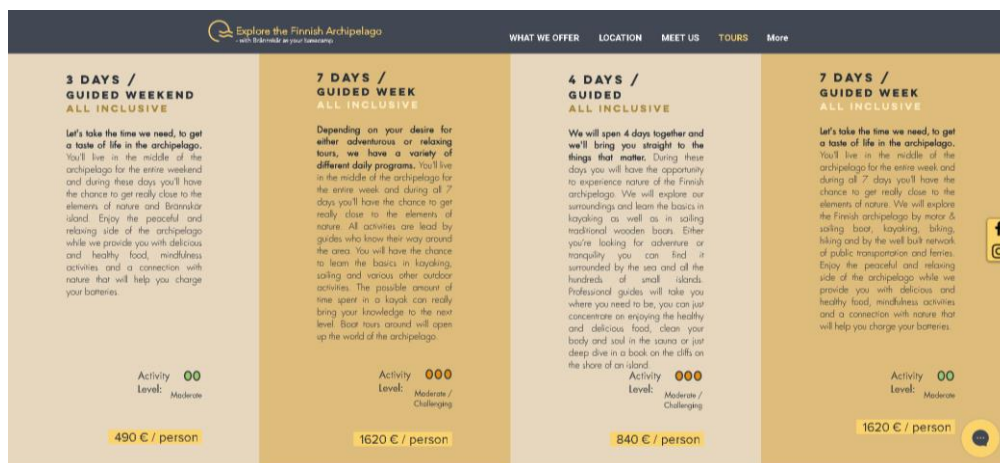 Explore the Finnish Archipelago
- with Brännskär as your basecamp
WHAT WE OFFER LOCATION MEET US TOURS More
3 DAYS /
GUIDED WEEKEND
ALL INCLUSIVE
Let's take the time we need, to get
a taste of life in the archipelago.
You'll live in the middle of the
archipelago for the entire weekend
and during these days you'll have
the chance to get really close to the
elements of nature and Brännskär
island. Enjoy the peaceful and
relaxing side of the archipelago
while we provide you with delicious
and healthy food, mindfulness
activities and a connection with
nature that will help you charge
your batteries.
Activity
Level:
Moderate
490 € / person
7 DAYS /
GUIDED WEEK
ALL INCLUSIVE
Depending on your desire for
either adventurous or relaxing
tours, we have a variety of
different daily programs. You'll live
in the middle of the archipelago for
the entire week and during all 7
days you'll have the chance to get
really close to the elements of
nature. All activities are lead by
guides who know their way around
the area. You will have the chance
to learn the basics in kayaking,
sailing and various other outdoor
activities. The possible amount of
time spent in a kayak can really
bring your knowledge to the next
level. Boat tours around will open
up the world of the archipelago.
Activity
Level:
Moderate /
Challenging
1620 € / person
4 DAYS /
GUIDED
ALL INCLUSIVE
We will spen 4 days together and
we'll bring you straight to the
things that matter. During these
days you will have the opportunity
to experience nature of the Finnish
archipelago. We will explore our
surroundings and learn the basics in
kayaking as well as in sailing
traditional wooden boats. Either
you're looking for adventure or
tranquility you can find it
surrounded by the sea and all the
hundreds of small islands.
Professional guides will take you
where you need to be, you can just
concentrate on enjoying the healthy
and delicious food, clean your
body and soul in the sauna or just
deep dive in a book on the cliffs on
the shore of an island.
Activity
Level:
Moderate /
Challenging
840 € / person
7 DAYS /
GUIDED WEEK
ALL INCLUSIVE
Let's take the time we need, to get
a taste of life in the archipelago.
You'll live in the middle of the
archipelago for the entire week and
during all 7 days you'll have the
chance to get really close to the
elements of nature. We will explore
the Finnish archipelago by motor &
sailing boat, kayaking, biking,
hiking and by the well built network
of public transportation and ferries.
Enjoy the peaceful and relaxing
side of the archipelago while we
provide you with delicious and
healthy food, mindfulness activities
and a connection with nature that
will help you charge your batteries.
Activity
Level:
Moderate
1620 € / person